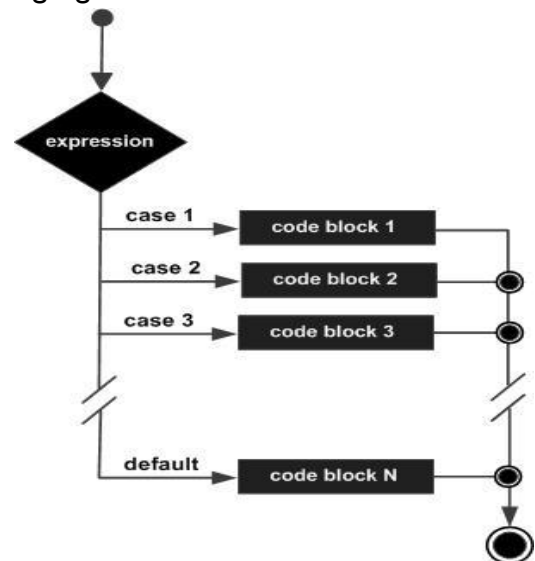 expression
case 1
code block 1
case 2
code block 2
case 3
code block 3
default
code block N